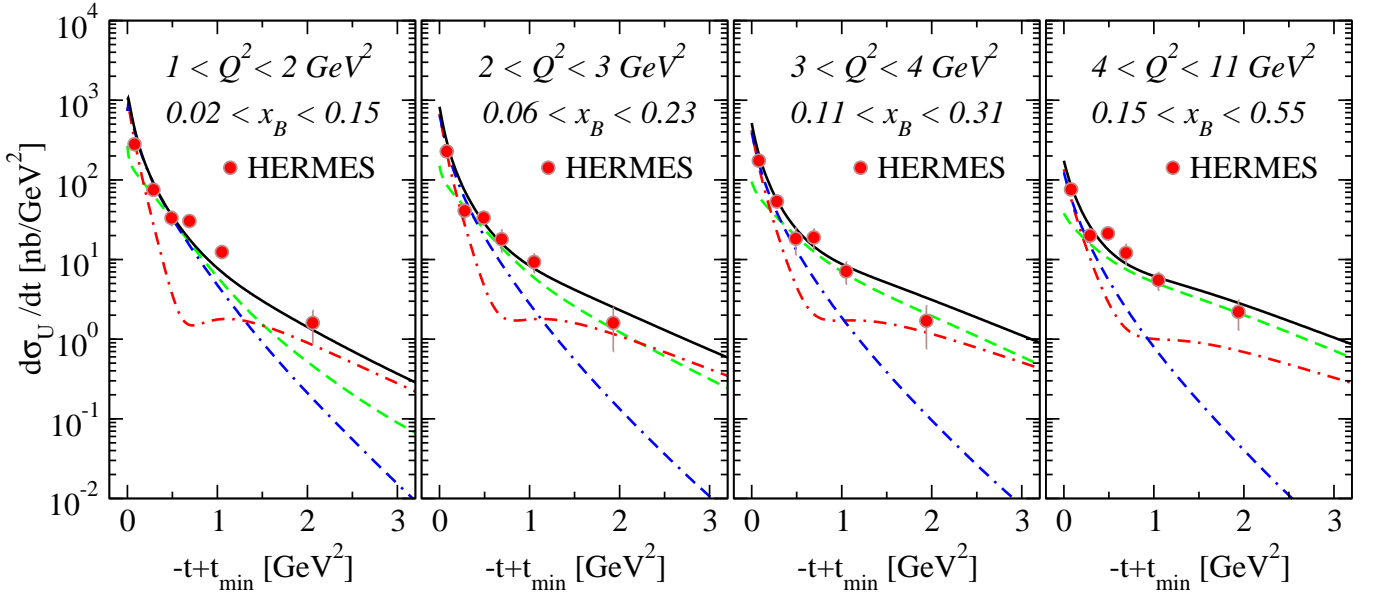 10^4
10^3
10^2
10^1
10^0
10^-1
10^-2
dσ_U /dt [nb/GeV^2]
1 < Q^2 < 2 GeV^2
0.02 < x_B < 0.15
HERMES
2 < Q^2 < 3 GeV^2
0.06 < x_B < 0.23
HERMES
3 < Q^2 < 4 GeV^2
0.11 < x_B < 0.31
HERMES
4 < Q^2 < 11 GeV^2
0.15 < x_B < 0.55
HERMES
0 1 2 3
0 1 2 3
0 1 2 3
0 1 2 3
-t+t_min [GeV^2]
-t+t_min [GeV^2]
-t+t_min [GeV^2]
-t+t_min [GeV^2]